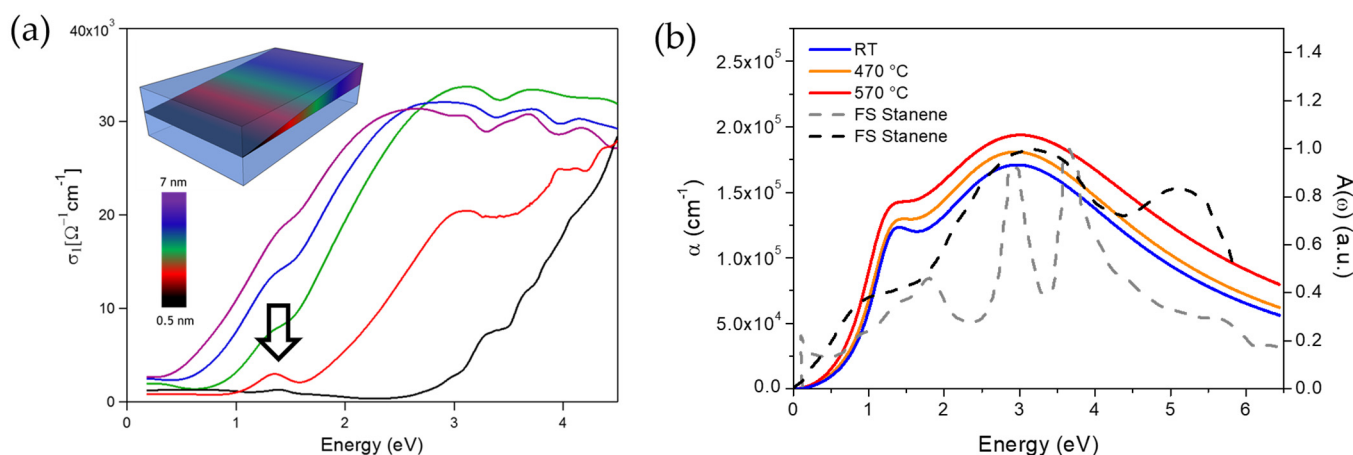 (a)
40x10³
30
20
10
0
σ₁[Ω⁻¹ cm⁻¹]
7 nm
0.5 nm
0
1
2
3
4
Energy (eV)
(b)
2.5x10⁵
2.0x10⁵
1.5x10⁵
1.0x10⁵
5.0x10⁴
0.0
α (cm⁻¹)
RT
470 °C
570 °C
FS Stanene
FS Stanene
1.4
1.2
1.0
0.8
0.6
0.4
0.2
0.0
A(ω) (a.u.)
0
1
2
3
4
5
6
Energy (eV)